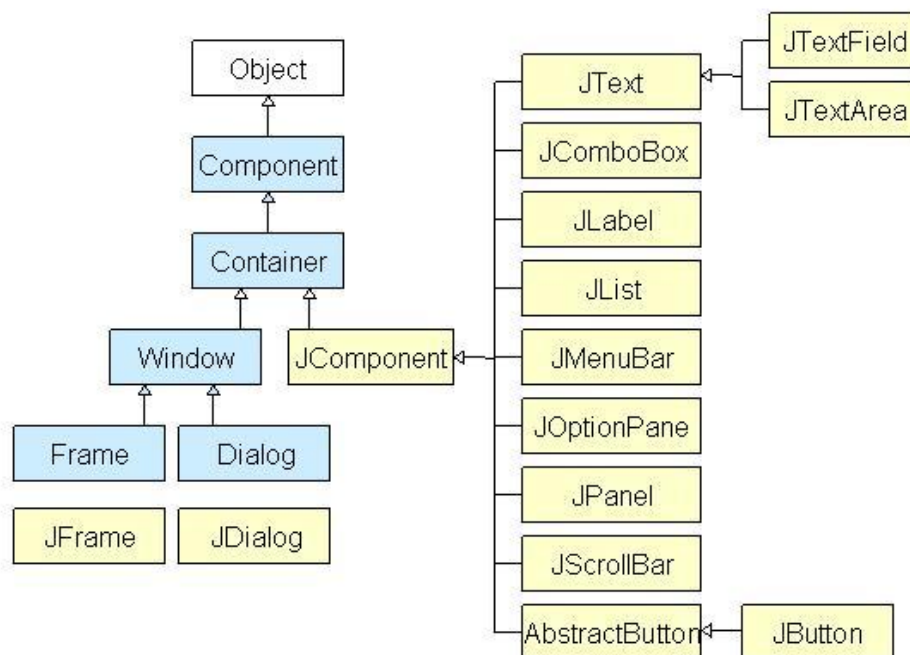 Object
Component
Container
Window
JComponent
Frame
Dialog
JFrame
JDialog
JText
JComboBox
JLabel
JList
JMenuBar
JOptionPane
JPanel
JScrollBar
AbstractButton
JTextField
JTextArea
JButton